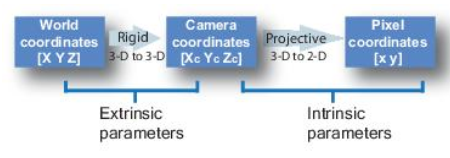 World
coordinates
[X Y Z]
Rigid
3-D to 3-D
Camera
coordinates
[Xc Yc Zc]
Projective
3-D to 2-D
Pixel
coordinates
[x y]
Extrinsic
parameters
Intrinsic
parameters